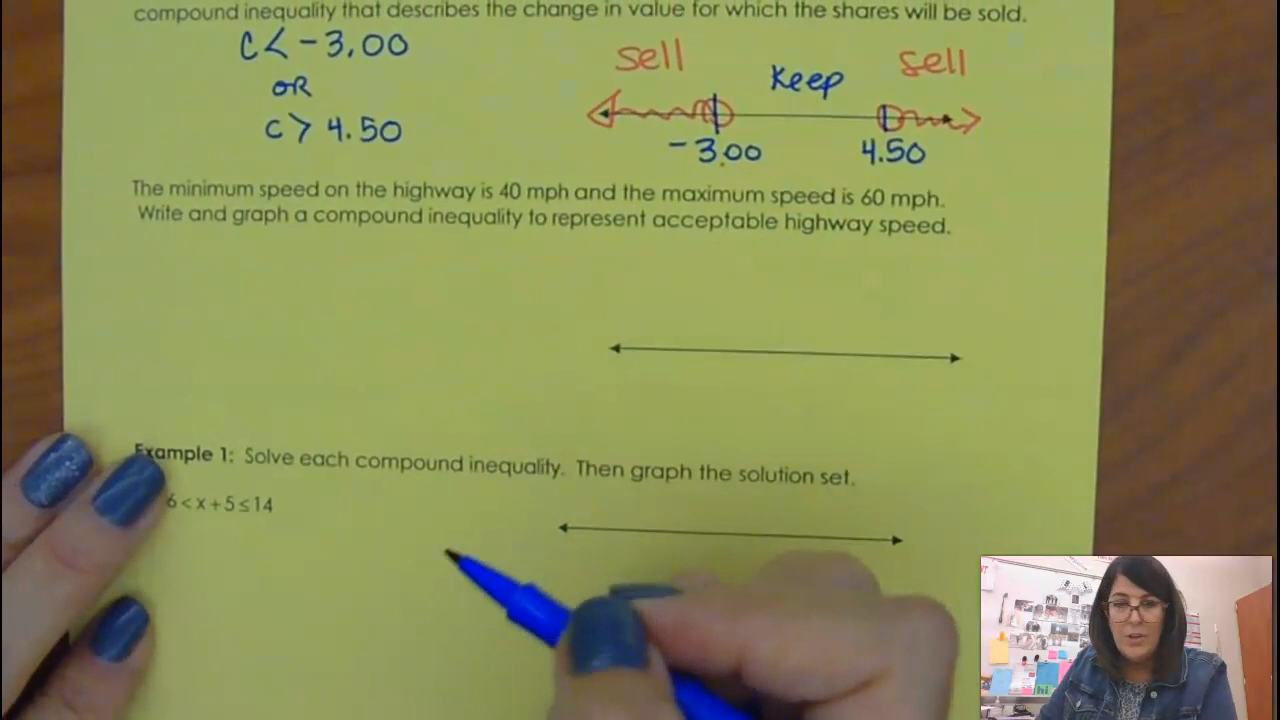 compound inequality that describes the change in value for which the shares will be sold.
c < -3.00
OR
c > 4.50
sell
keep
sell
-3.00
4.50
The minimum speed on the highway is 40 mph and the maximum speed is 60 mph.
Write and graph a compound inequality to represent acceptable highway speed.
Example 1: Solve each compound inequality. Then graph the solution set.
6 < x + 5 ≤ 14
hi